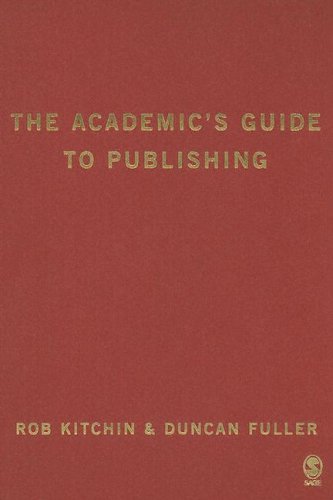 THE ACADEMIC'S GUIDE
TO PUBLISHING
ROB KITCHIN & DUNCAN FULLER
SAGE